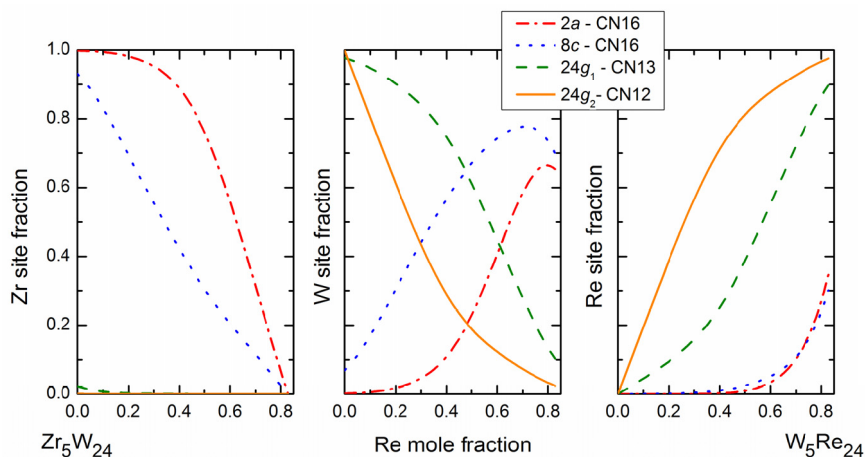 2a - CN16
8c - CN16
24g₁ - CN13
24g₂- CN12
Zr site fraction
1.0
0.8
0.6
0.4
0.2
0.0
0.0 0.2 0.4 0.6 0.8
W site fraction
0.0 0.2 0.4 0.6 0.8
Re site fraction
0.0 0.2 0.4 0.6 0.8
Zr₅W₂₄
Re mole fraction
W₅Re₂₄